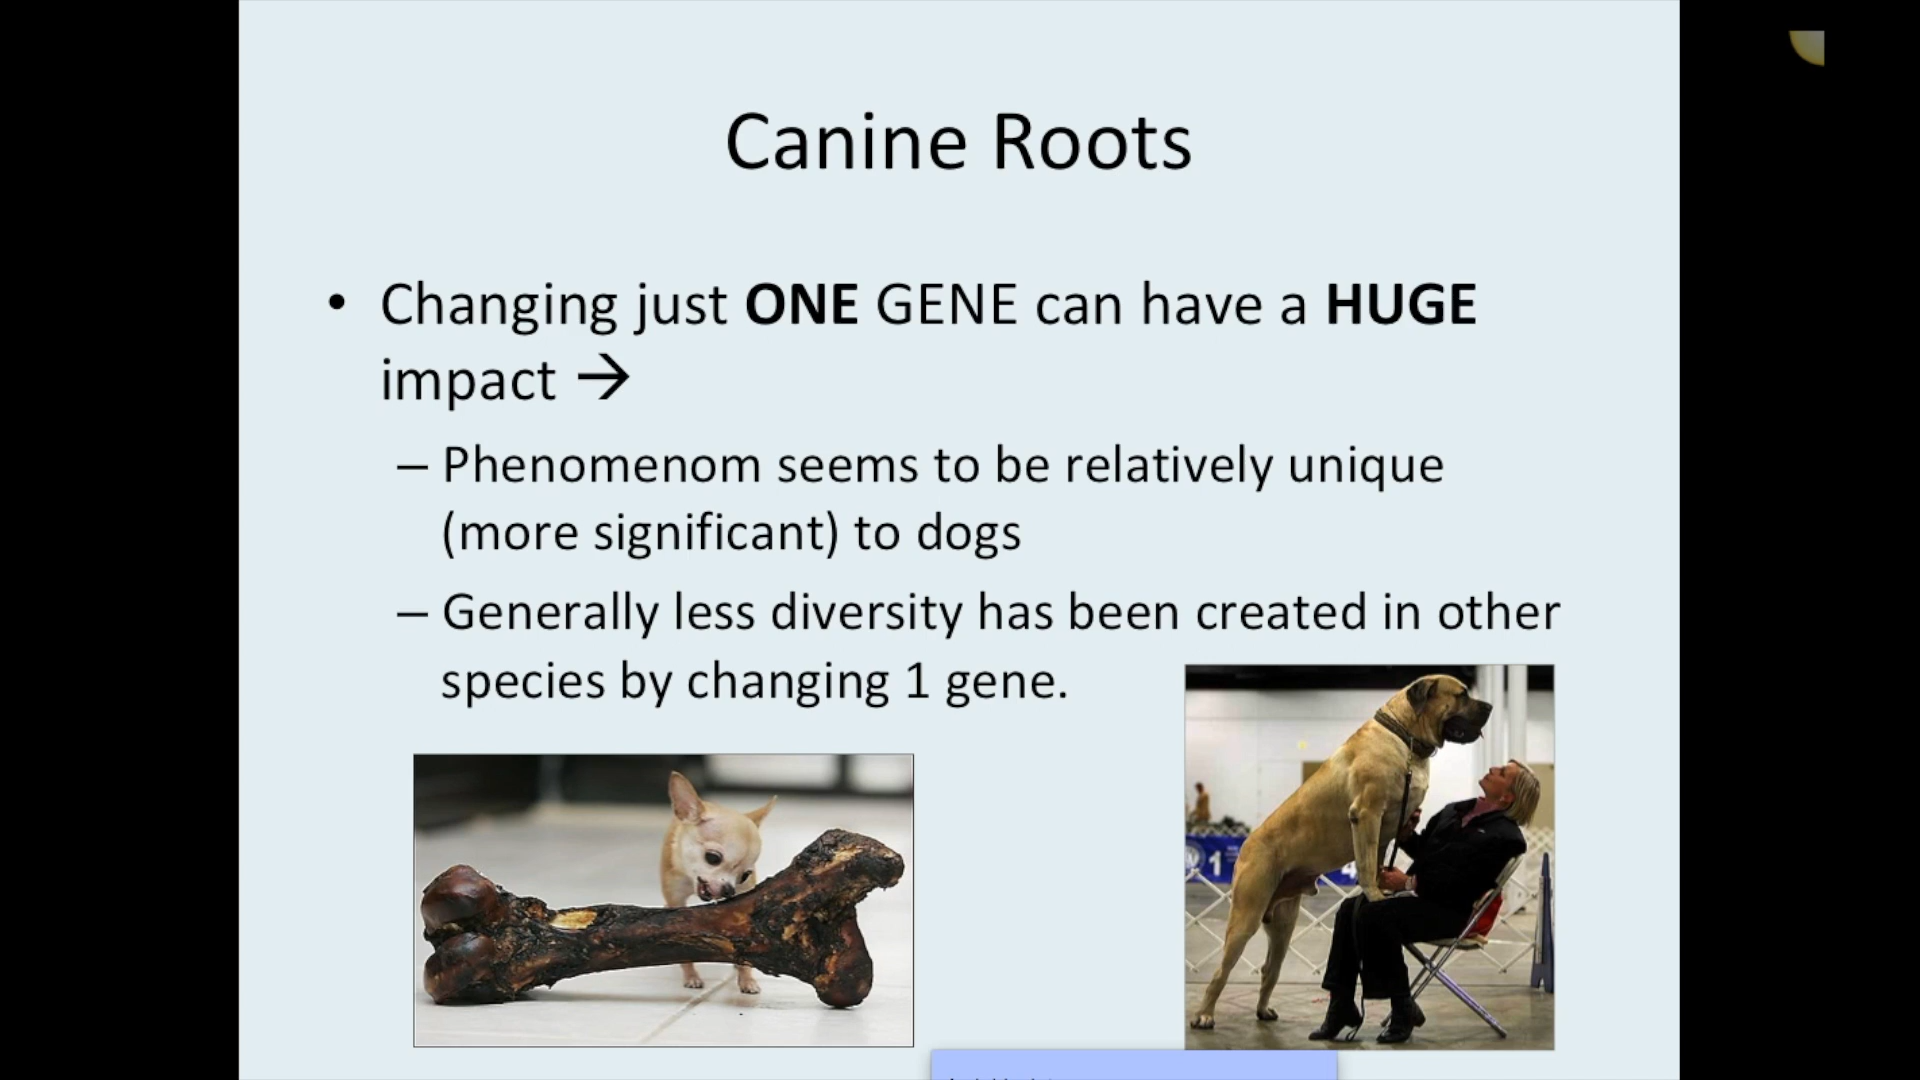 Canine Roots
• Changing just ONE GENE can have a HUGE
impact →
– Phenomenom seems to be relatively unique
(more significant) to dogs
– Generally less diversity has been created in other
species by changing 1 gene.
1